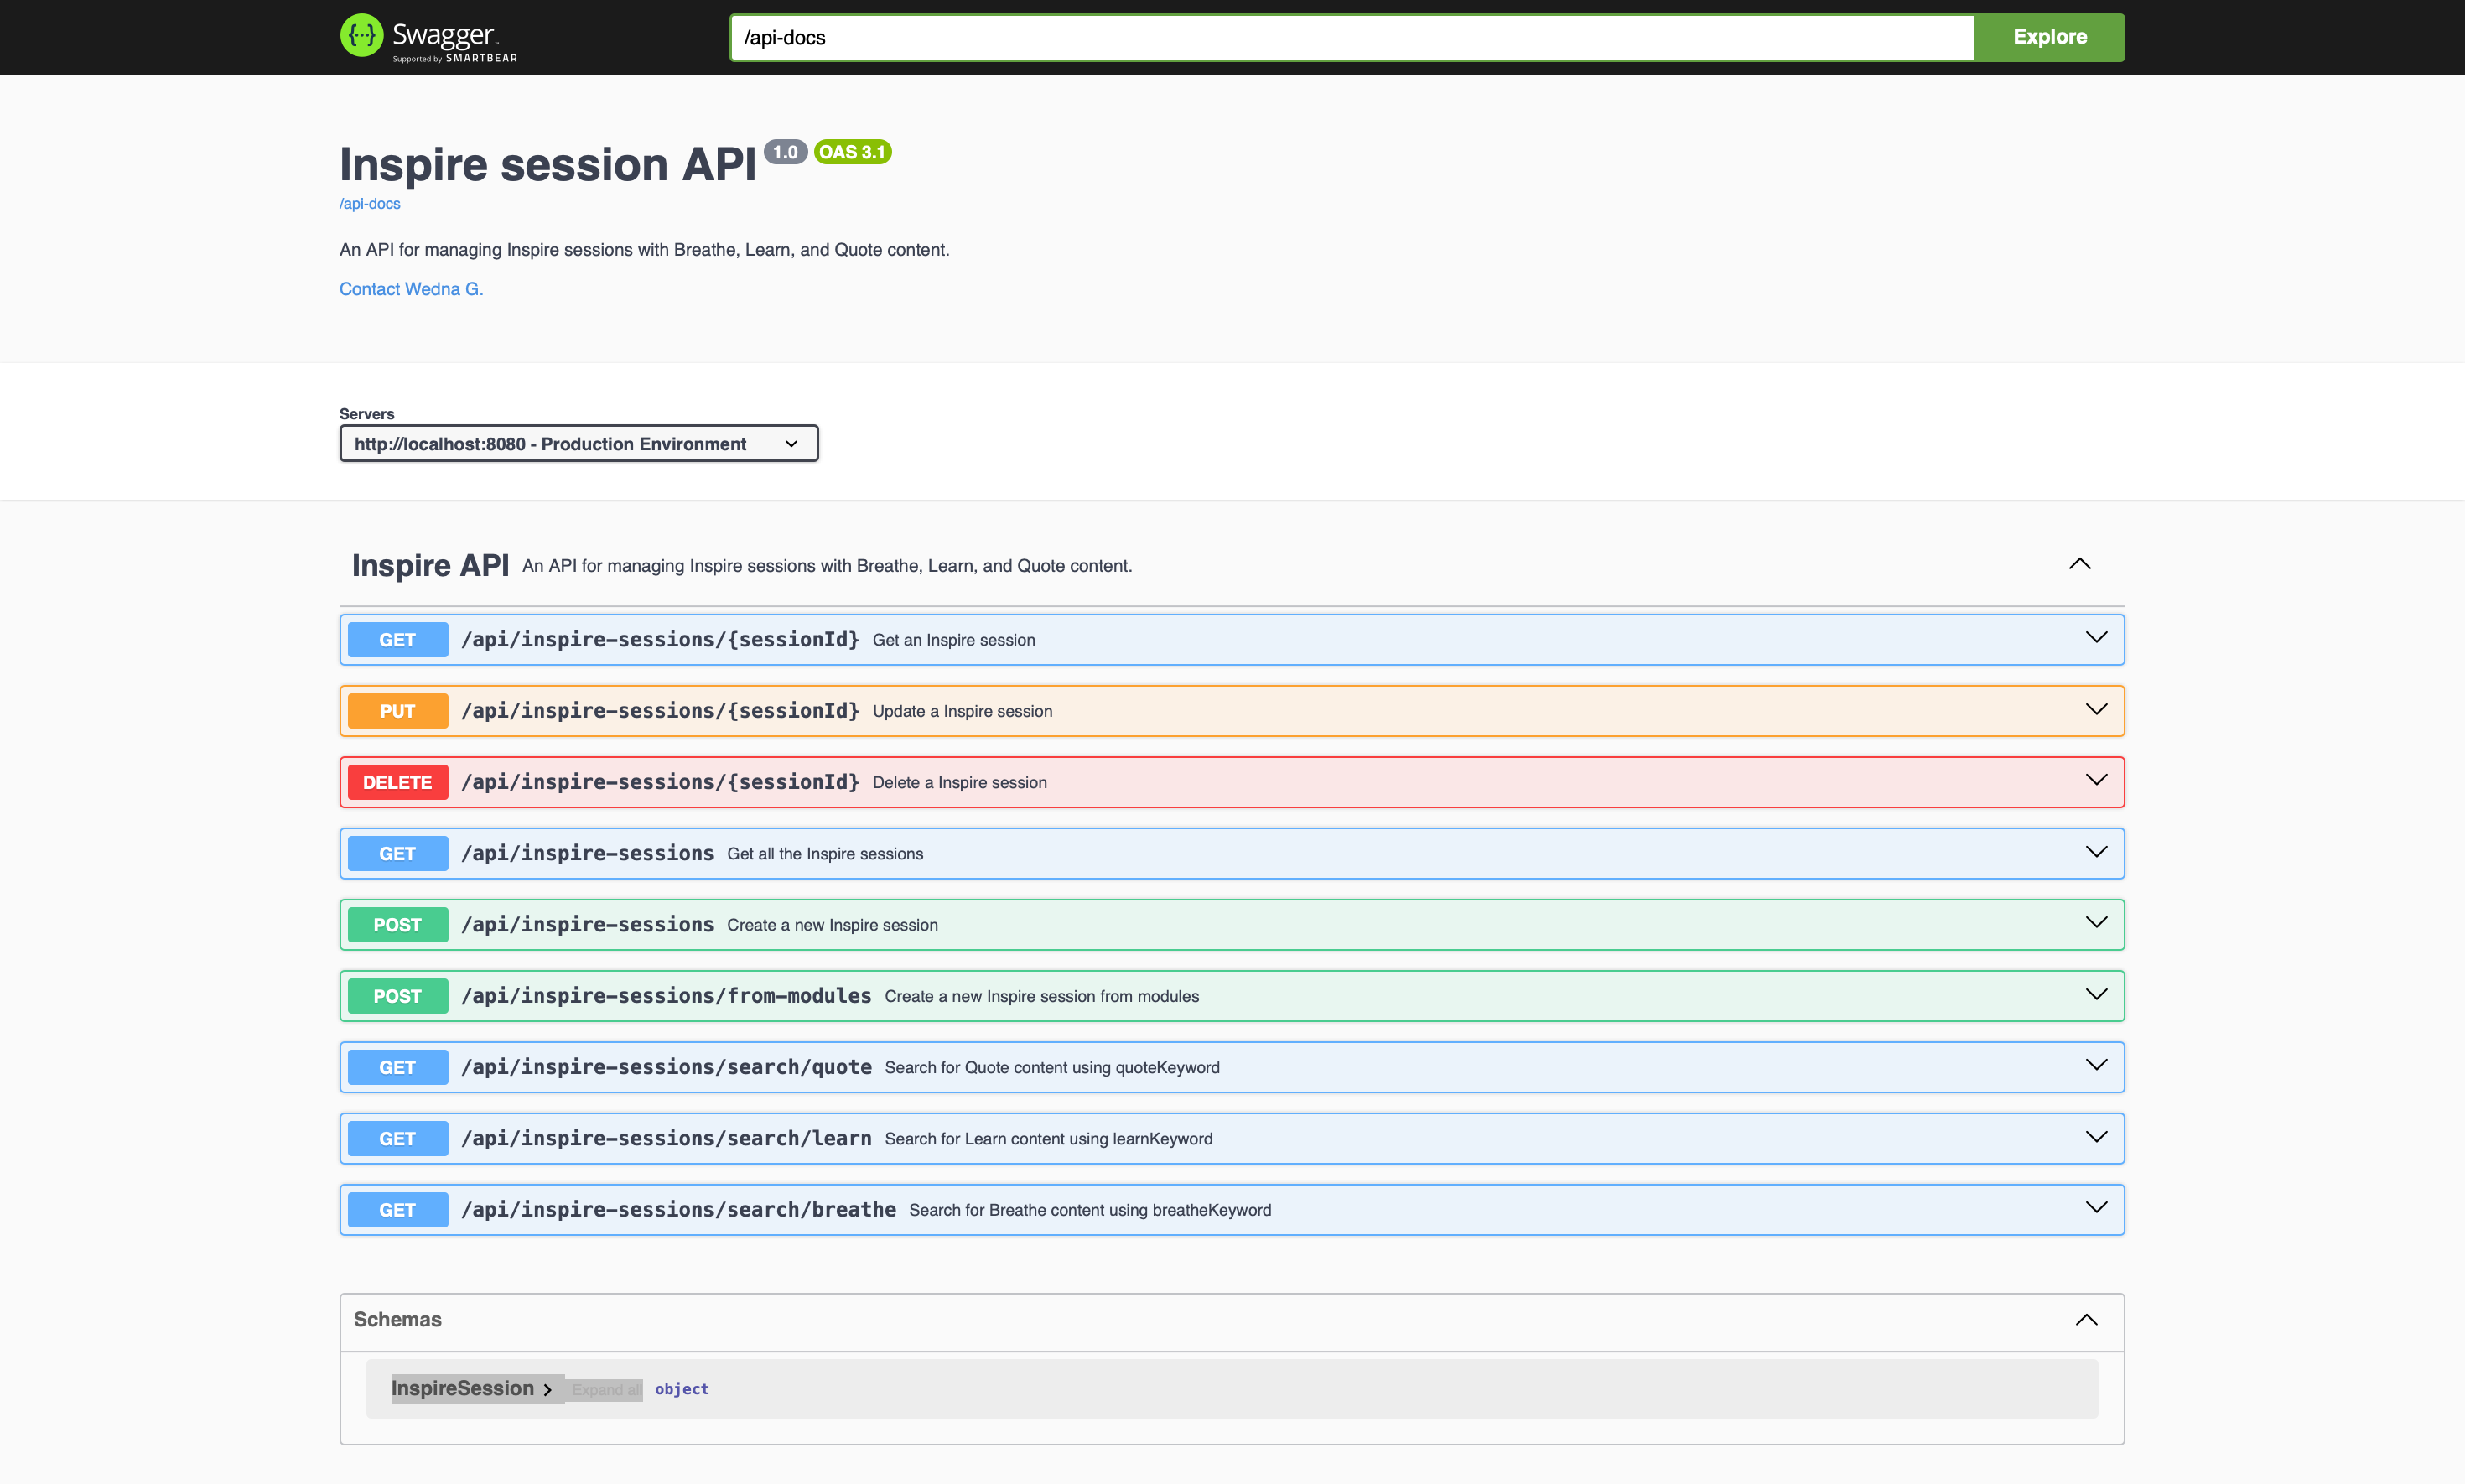 {···} Swagger™
Supported by SMARTBEAR
/api-docs
Explore
Inspire session API 1.0 OAS 3.1
/api-docs
An API for managing Inspire sessions with Breathe, Learn, and Quote content.
Contact Wedna G.
Servers
http://localhost:8080 - Production Environment
Inspire API An API for managing Inspire sessions with Breathe, Learn, and Quote content.
GET /api/inspire-sessions/{sessionId} Get an Inspire session
PUT /api/inspire-sessions/{sessionId} Update a Inspire session
DELETE /api/inspire-sessions/{sessionId} Delete a Inspire session
GET /api/inspire-sessions Get all the Inspire sessions
POST /api/inspire-sessions Create a new Inspire session
POST /api/inspire-sessions/from-modules Create a new Inspire session from modules
GET /api/inspire-sessions/search/quote Search for Quote content using quoteKeyword
GET /api/inspire-sessions/search/learn Search for Learn content using learnKeyword
GET /api/inspire-sessions/search/breathe Search for Breathe content using breatheKeyword
Schemas
InspireSession Expand all object